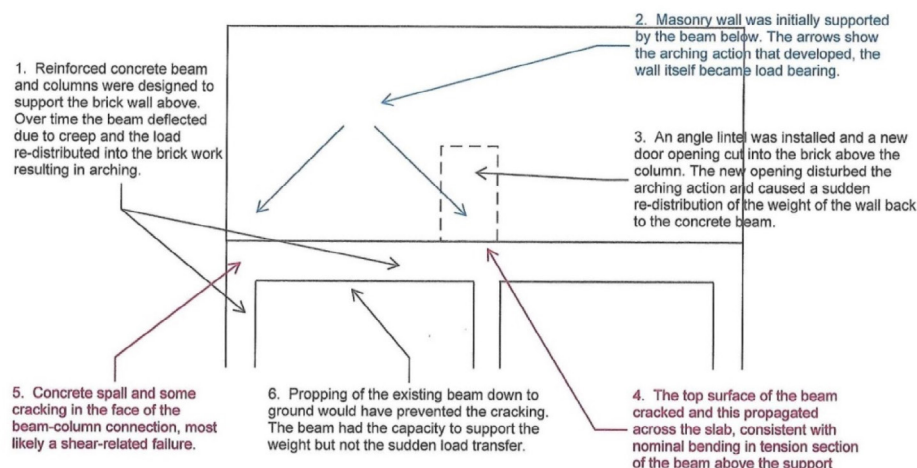 1. Reinforced concrete beam
and columns were designed to
support the brick wall above.
Over time the beam deflected
due to creep and the load
re-distributed into the brick work
resulting in arching.
2. Masonry wall was initially supported
by the beam below. The arrows show
the arching action that developed, the
wall itself became load bearing.
3. An angle lintel was installed and a new
door opening cut into the brick above the
column. The new opening disturbed the
arching action and caused a sudden
re-distribution of the weight of the wall back
to the concrete beam.
5. Concrete spall and some
cracking in the face of the
beam-column connection, most
likely a shear-related failure.
6. Propping of the existing beam down to
ground would have prevented the cracking.
The beam had the capacity to support the
weight but not the sudden load transfer.
4. The top surface of the beam
cracked and this propagated
across the slab, consistent with
nominal bending in tension section
of the beam above the support